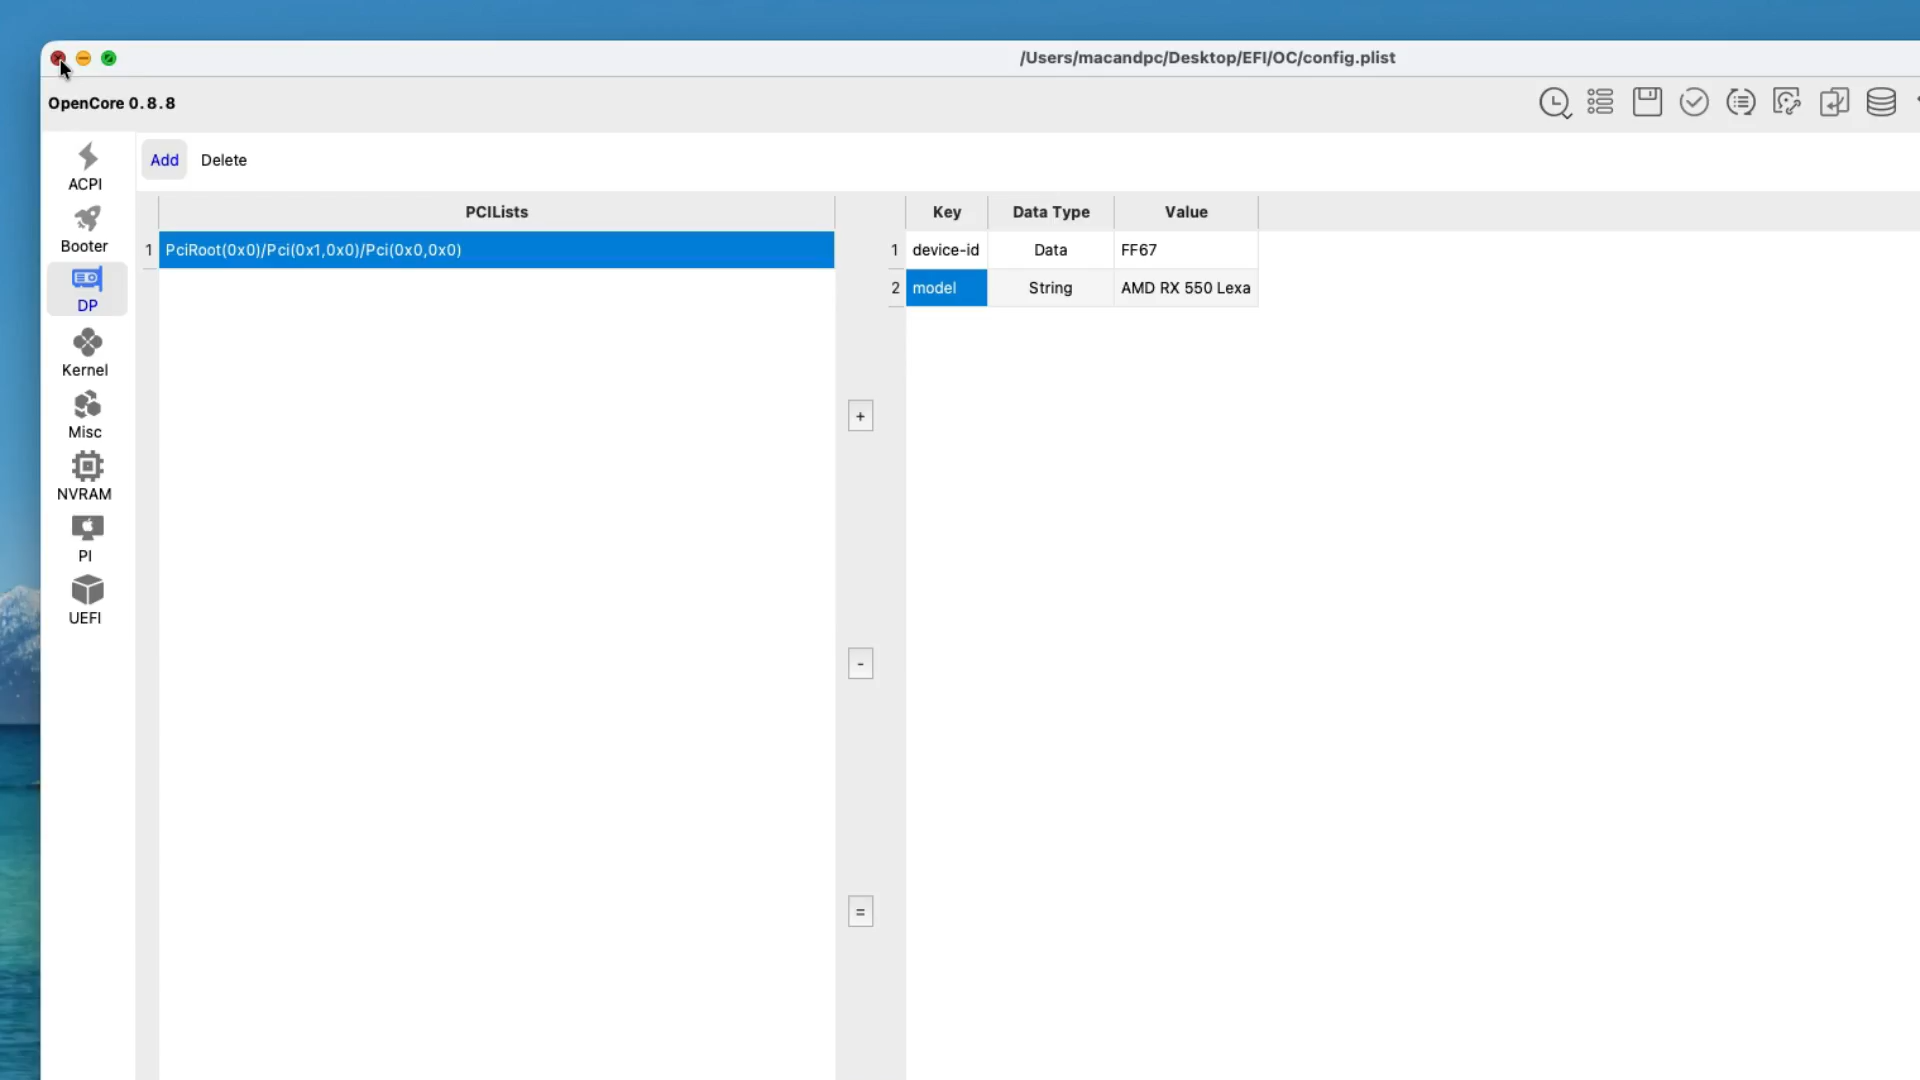 /Users/macandpc/Desktop/EFI/OC/config.plist
OpenCore 0.8.8
ACPI
Booter
DP
Kernel
Misc
NVRAM
PI
UEFI
Add Delete
PCILists
1 PciRoot(0x0)/Pci(0x1,0x0)/Pci(0x0,0x0)
+
-
=
Key Data Type Value
1 device-id Data FF67
2 model String AMD RX 550 Lexa